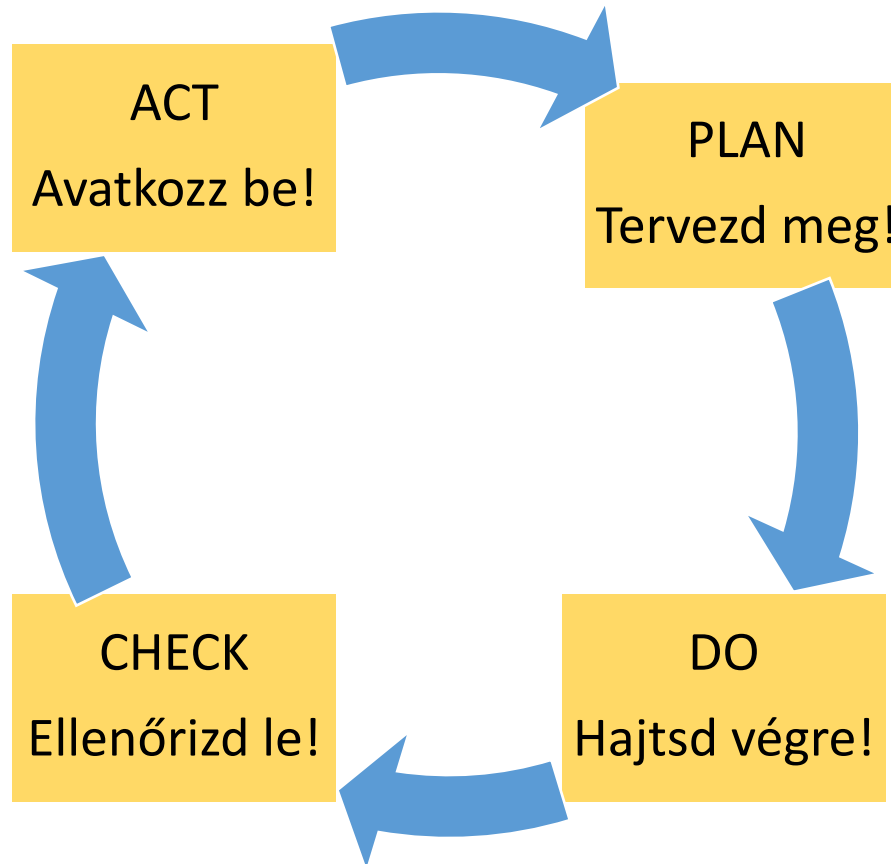 ACT
Avatkozz be!
PLAN
Tervezd meg!
CHECK
Ellenőrizd le!
DO
Hajtsd végre!